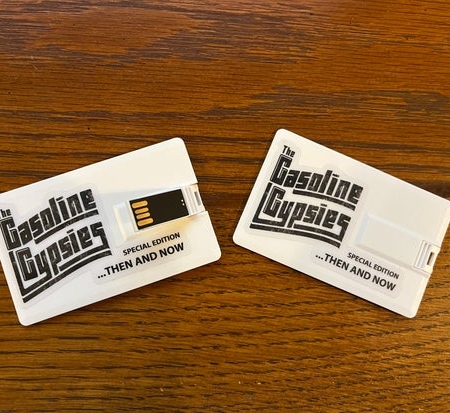 The
Gasoline
Gypsies
SPECIAL EDITION
...THEN AND NOW
The
Gasoline
Gypsies
SPECIAL EDITION
...THEN AND NOW